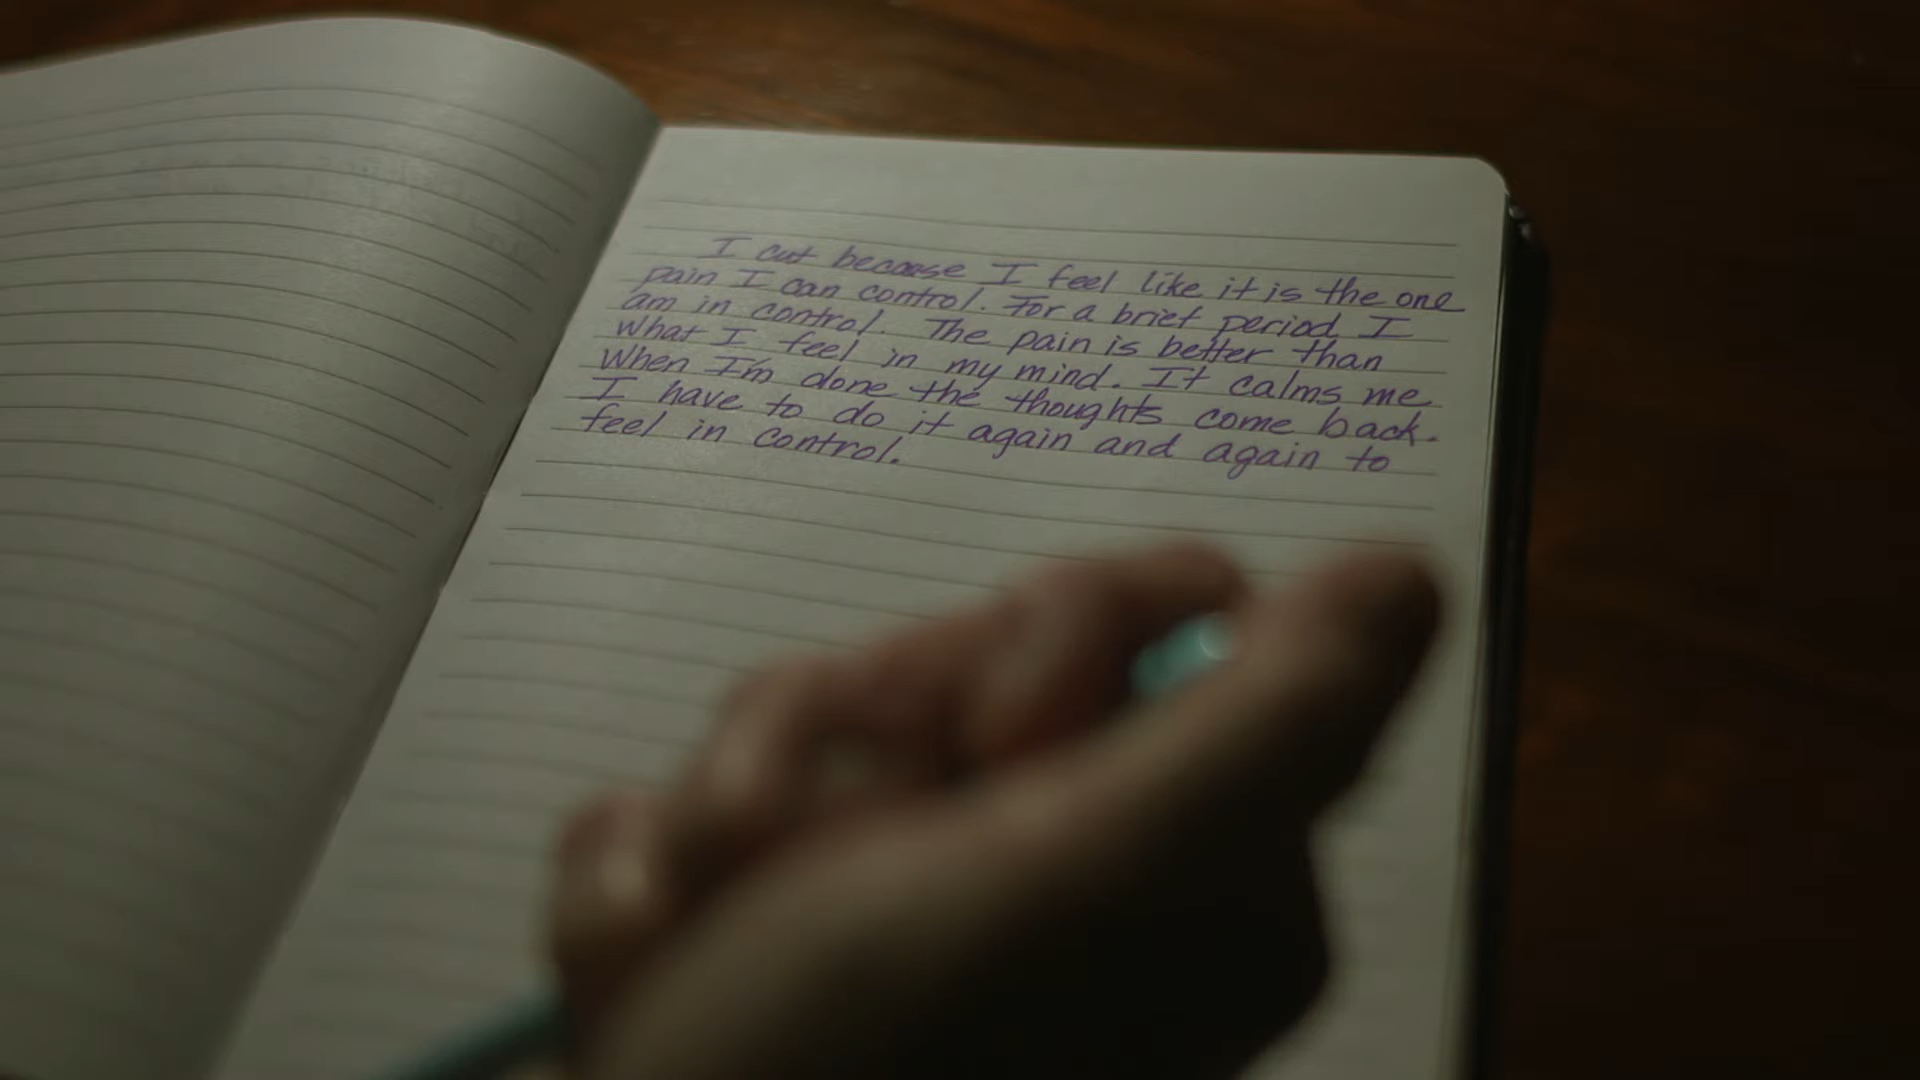 I cut because I feel like it is the one
pain I can control. For a brief period I
am in control. The pain is better than
what I feel in my mind. It calms me
When I'm done the thoughts come back.
I have to do it again and again to
feel in control.